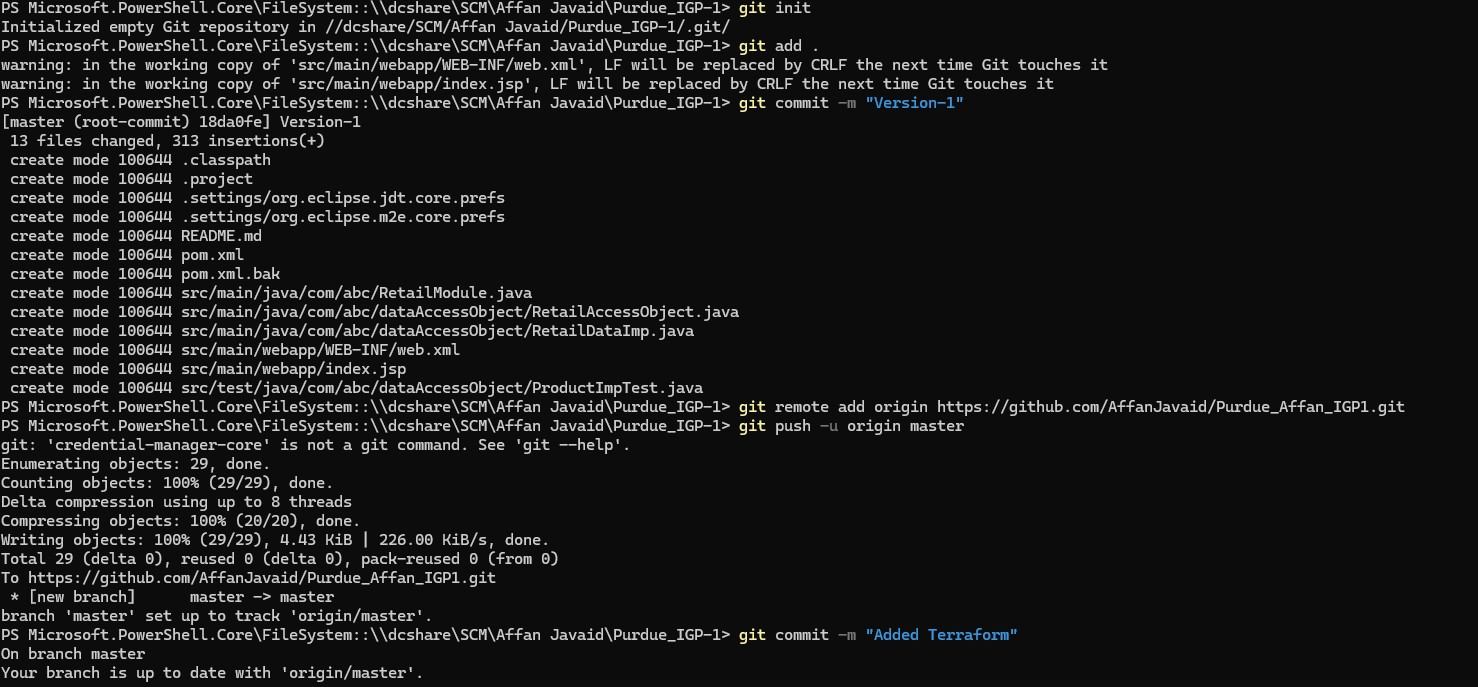 PS Microsoft.PowerShell.Core\FileSystem::\\dcshare\SCM\Affan Javaid\Purdue_IGP-1> git init
Initialized empty Git repository in //dcshare/SCM/Affan Javaid/Purdue_IGP-1/.git/
PS Microsoft.PowerShell.Core\FileSystem::\\dcshare\SCM\Affan Javaid\Purdue_IGP-1> git add .
warning: in the working copy of 'src/main/webapp/WEB-INF/web.xml', LF will be replaced by CRLF the next time Git touches it
warning: in the working copy of 'src/main/webapp/index.jsp', LF will be replaced by CRLF the next time Git touches it
PS Microsoft.PowerShell.Core\FileSystem::\\dcshare\SCM\Affan Javaid\Purdue_IGP-1> git commit -m "Version-1"
[master (root-commit) 18da0fe] Version-1
 13 files changed, 313 insertions(+)
 create mode 100644 .classpath
 create mode 100644 .project
 create mode 100644 .settings/org.eclipse.jdt.core.prefs
 create mode 100644 .settings/org.eclipse.m2e.core.prefs
 create mode 100644 README.md
 create mode 100644 pom.xml
 create mode 100644 pom.xml.bak
 create mode 100644 src/main/java/com/abc/RetailModule.java
 create mode 100644 src/main/java/com/abc/dataAccessObject/RetailAccessObject.java
 create mode 100644 src/main/java/com/abc/dataAccessObject/RetailDataImp.java
 create mode 100644 src/main/webapp/WEB-INF/web.xml
 create mode 100644 src/main/webapp/index.jsp
 create mode 100644 src/test/java/com/abc/dataAccessObject/ProductImpTest.java
PS Microsoft.PowerShell.Core\FileSystem::\\dcshare\SCM\Affan Javaid\Purdue_IGP-1> git remote add origin https://github.com/AffanJavaid/Purdue_Affan_IGP1.git
PS Microsoft.PowerShell.Core\FileSystem::\\dcshare\SCM\Affan Javaid\Purdue_IGP-1> git push -u origin master
git: 'credential-manager-core' is not a git command. See 'git --help'.
Enumerating objects: 29, done.
Counting objects: 100% (29/29), done.
Delta compression using up to 8 threads
Compressing objects: 100% (20/20), done.
Writing objects: 100% (29/29), 4.43 KiB | 226.00 KiB/s, done.
Total 29 (delta 0), reused 0 (delta 0), pack-reused 0 (from 0)
To https://github.com/AffanJavaid/Purdue_Affan_IGP1.git
 * [new branch]      master -> master
branch 'master' set up to track 'origin/master'.
PS Microsoft.PowerShell.Core\FileSystem::\\dcshare\SCM\Affan Javaid\Purdue_IGP-1> git commit -m "Added Terraform"
On branch master
Your branch is up to date with 'origin/master'.